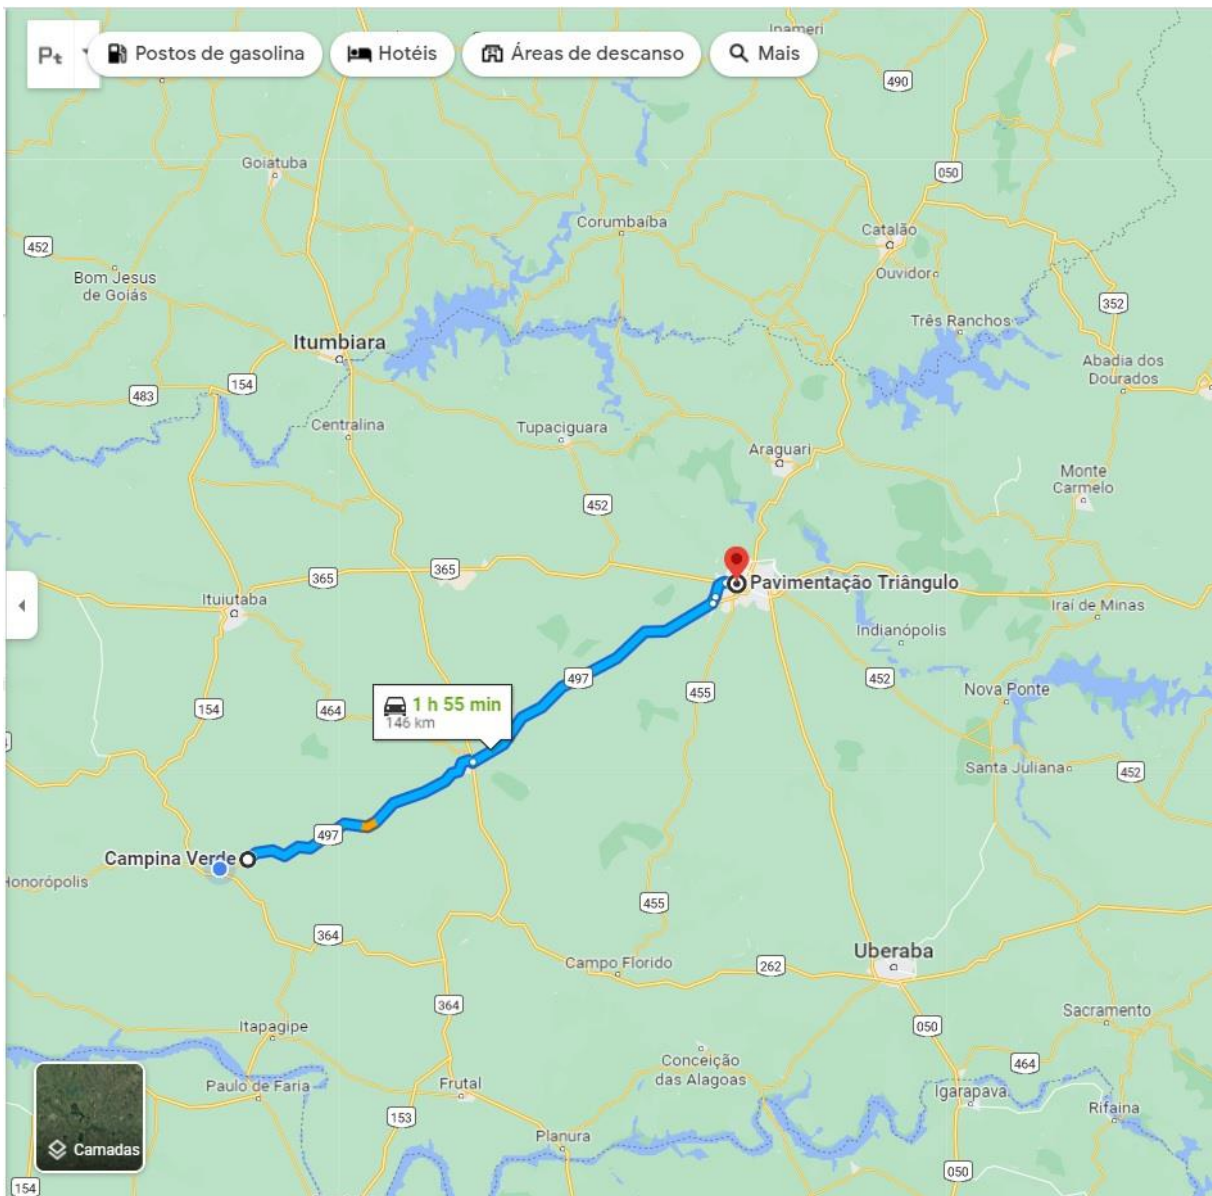 Ipameri
Pt
Postos de gasolina
Hotéis
Áreas de descanso
Mais
490
Goiatuba
050
Corumbaíba
Catalão
452
Bom Jesus
de Goiás
Ouvidor
352
Três Ranchos
Itumbiara
Abadia dos
Dourados
154
483
Centralina
Tupaciguara
Araguari
Monte
Carmelo
452
365
365
Pavimentação Triângulo
Ituiutaba
Iraí de Minas
Indianópolis
497
452
455
Nova Ponte
154
464
1 h 55 min
146 km
Santa Juliana
452
497
Campina Verde
Honorópolis
455
364
Uberaba
Campo Florido
262
364
Sacramento
Itapagipe
050
Conceição
das Alagoas
464
Paulo de Faria
Frutal
Igarapava
Rifaina
153
Planura
Camadas
050
154